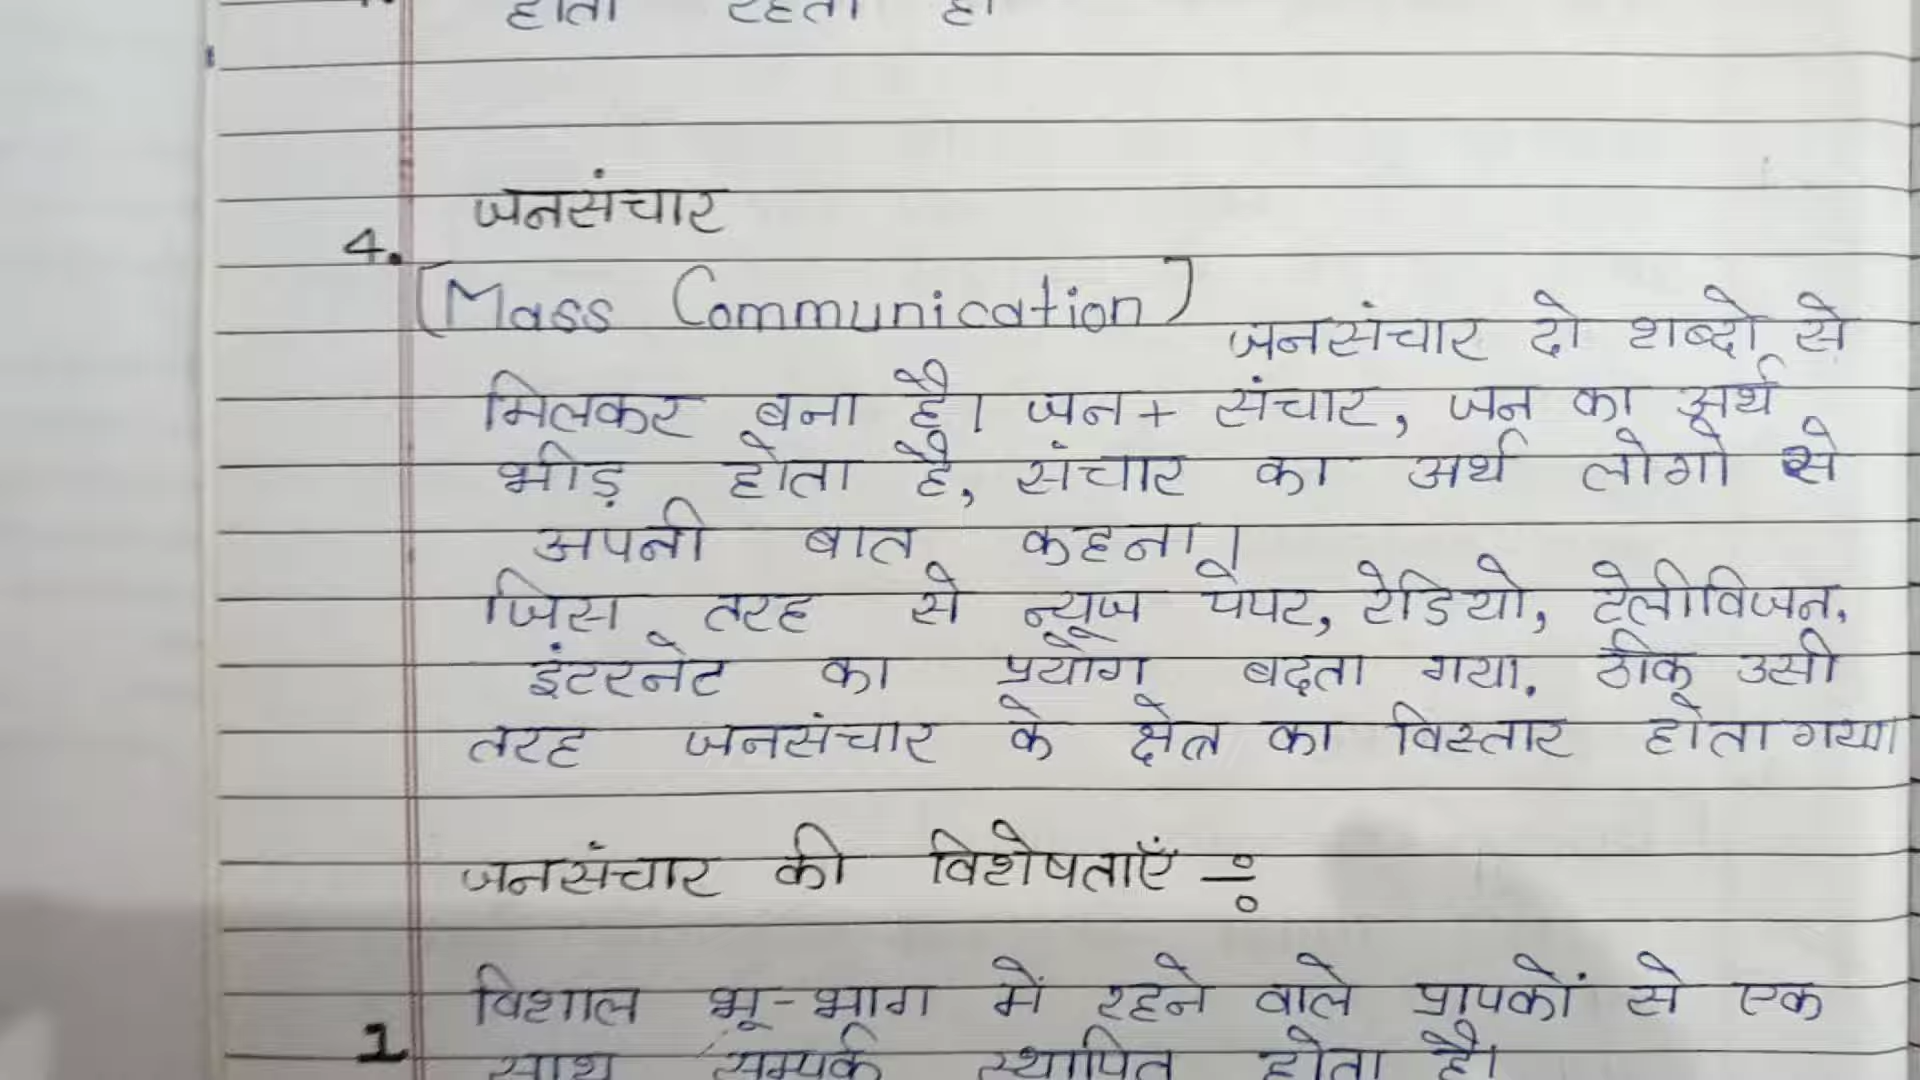 होता रहता है।
जनसंचार
4.
(Mass Communication)
जनसंचार दो शब्दो से
मिलकर बना है। जन + संचार, जन का अर्थ
भीड़ होता है, संचार का अर्थ लोगो से
अपनी बात कहना।
जिस तरह से न्यूज पेपर, रेडियो, टेलीविजन,
इंटरनेट का प्रयोग बढ़ता गया, ठीक उसी
तरह जनसंचार के क्षेत्र का विस्तार होता गया।
जनसंचार की विशेषताएँ ÷
विशाल भू-भाग में रहने वाले प्रापकों से एक
1 साथ सम्पर्क स्थापित होता है।